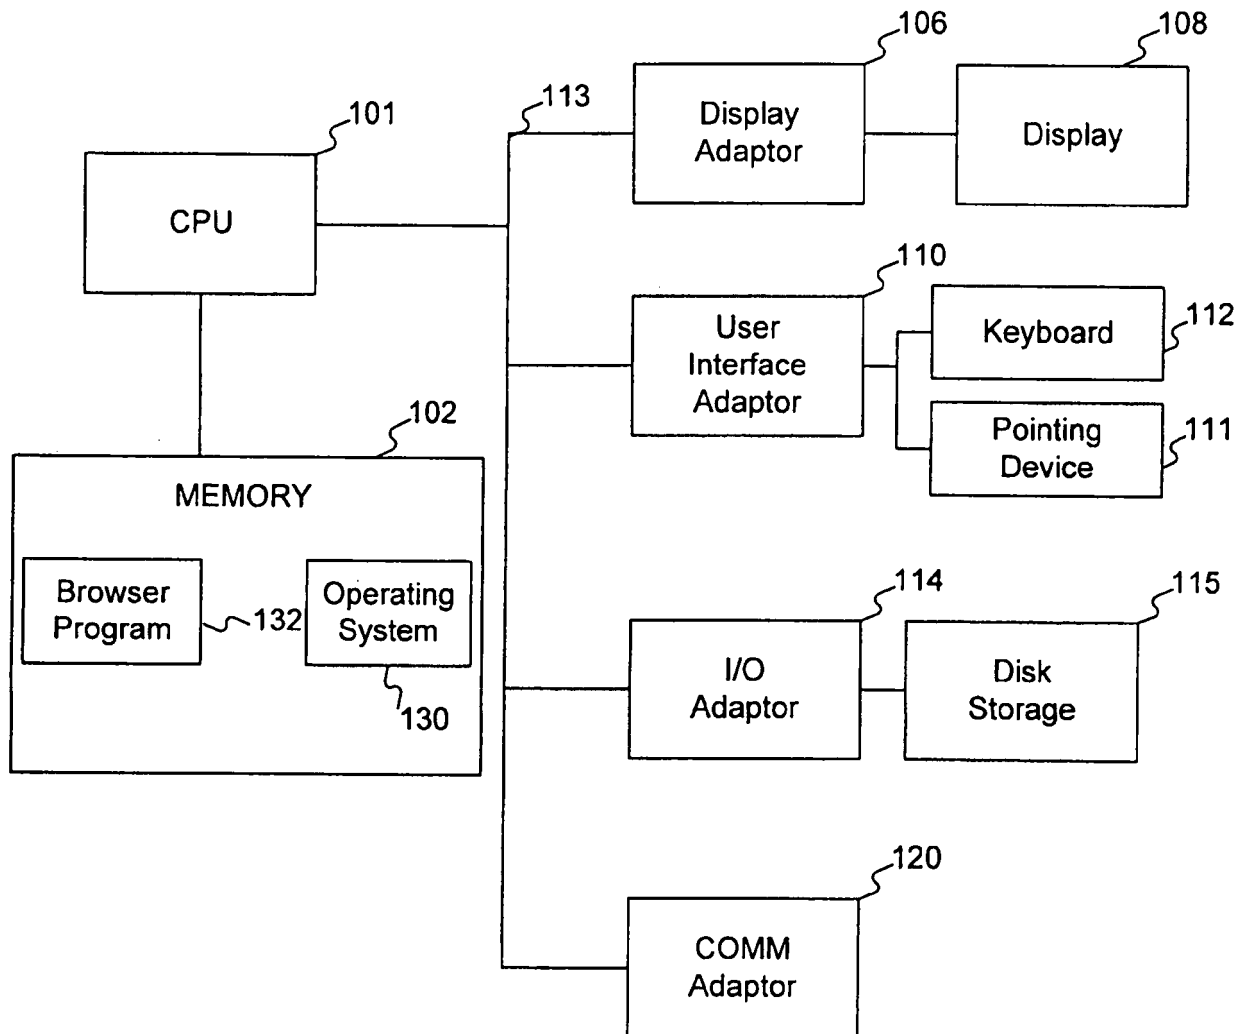 106
108
113
101
Display
Adaptor
Display
CPU
110
User
Interface
Adaptor
Keyboard
112
Pointing
Device
111
102
MEMORY
Browser
Program
132
Operating
System
130
114
115
I/O
Adaptor
Disk
Storage
120
COMM
Adaptor